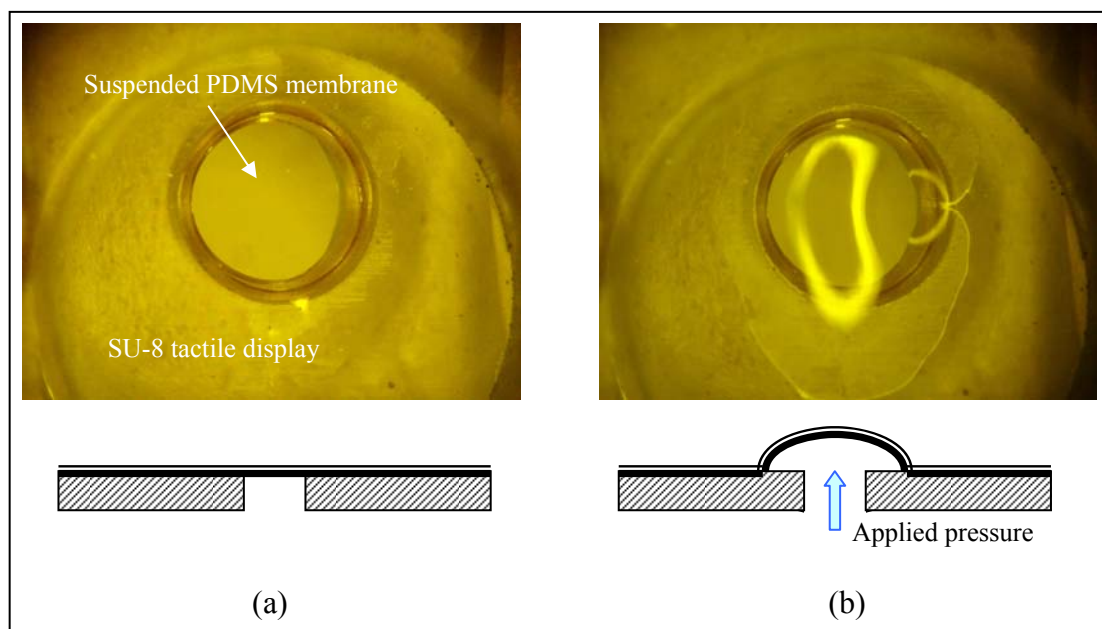 Suspended PDMS membrane
SU-8 tactile display
Applied pressure
(a)
(b)